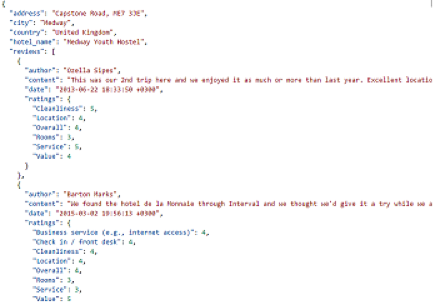 {
"address": "Capstone Road, ME7 3JE",
"city": "Medway",
"country": "United Kingdom",
"hotel_name": "Medway Youth Hostel",
"reviews": [
{
"author": "Ozella Sipes",
"content": "This was our 2nd trip here and we enjoyed it as much or more than last year. Excellent locatio
"date": "2013-06-22 18:33:50 +0300",
"ratings": {
"Cleanliness": 5,
"Location": 4,
"Overall": 4,
"Rooms": 3,
"Service": 5,
"Value": 4
}
},
{
"author": "Barton Marks",
"content": "We found the hotel de la Monnaie through Interval and we thought we'd give it a try while we a
"date": "2015-03-02 19:56:13 +0300",
"ratings": {
"Business service (e.g., internet access)": 4,
"Check in / front desk": 4,
"Cleanliness": 4,
"Location": 4,
"Overall": 4,
"Rooms": 3,
"Service": 3,
"Value": 5